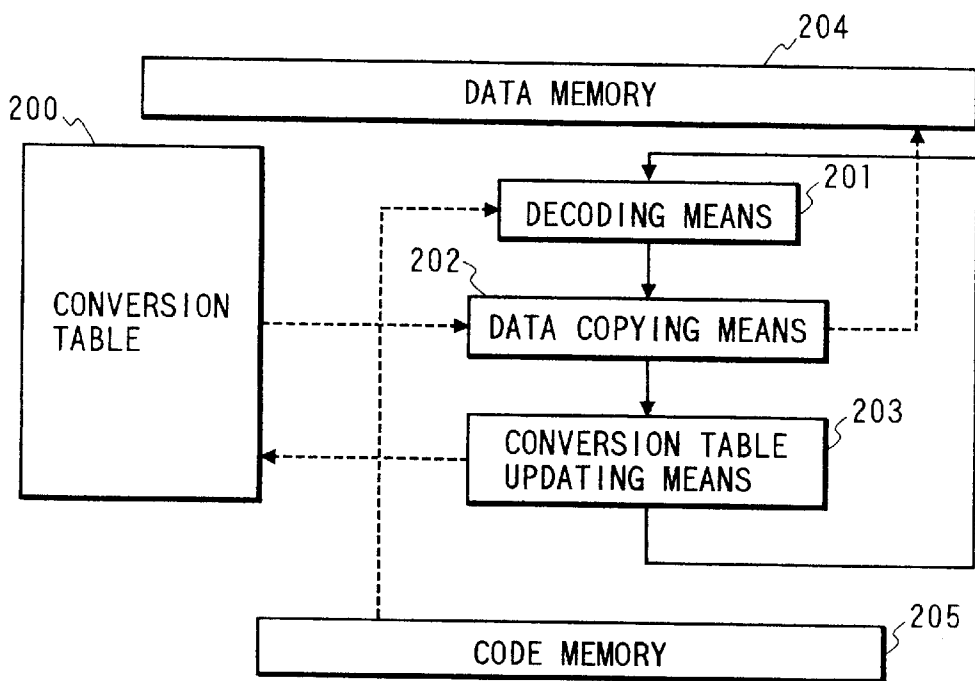 204
DATA MEMORY
200
201
DECODING MEANS
202
CONVERSION
TABLE
DATA COPYING MEANS
203
CONVERSION TABLE
UPDATING MEANS
205
CODE MEMORY